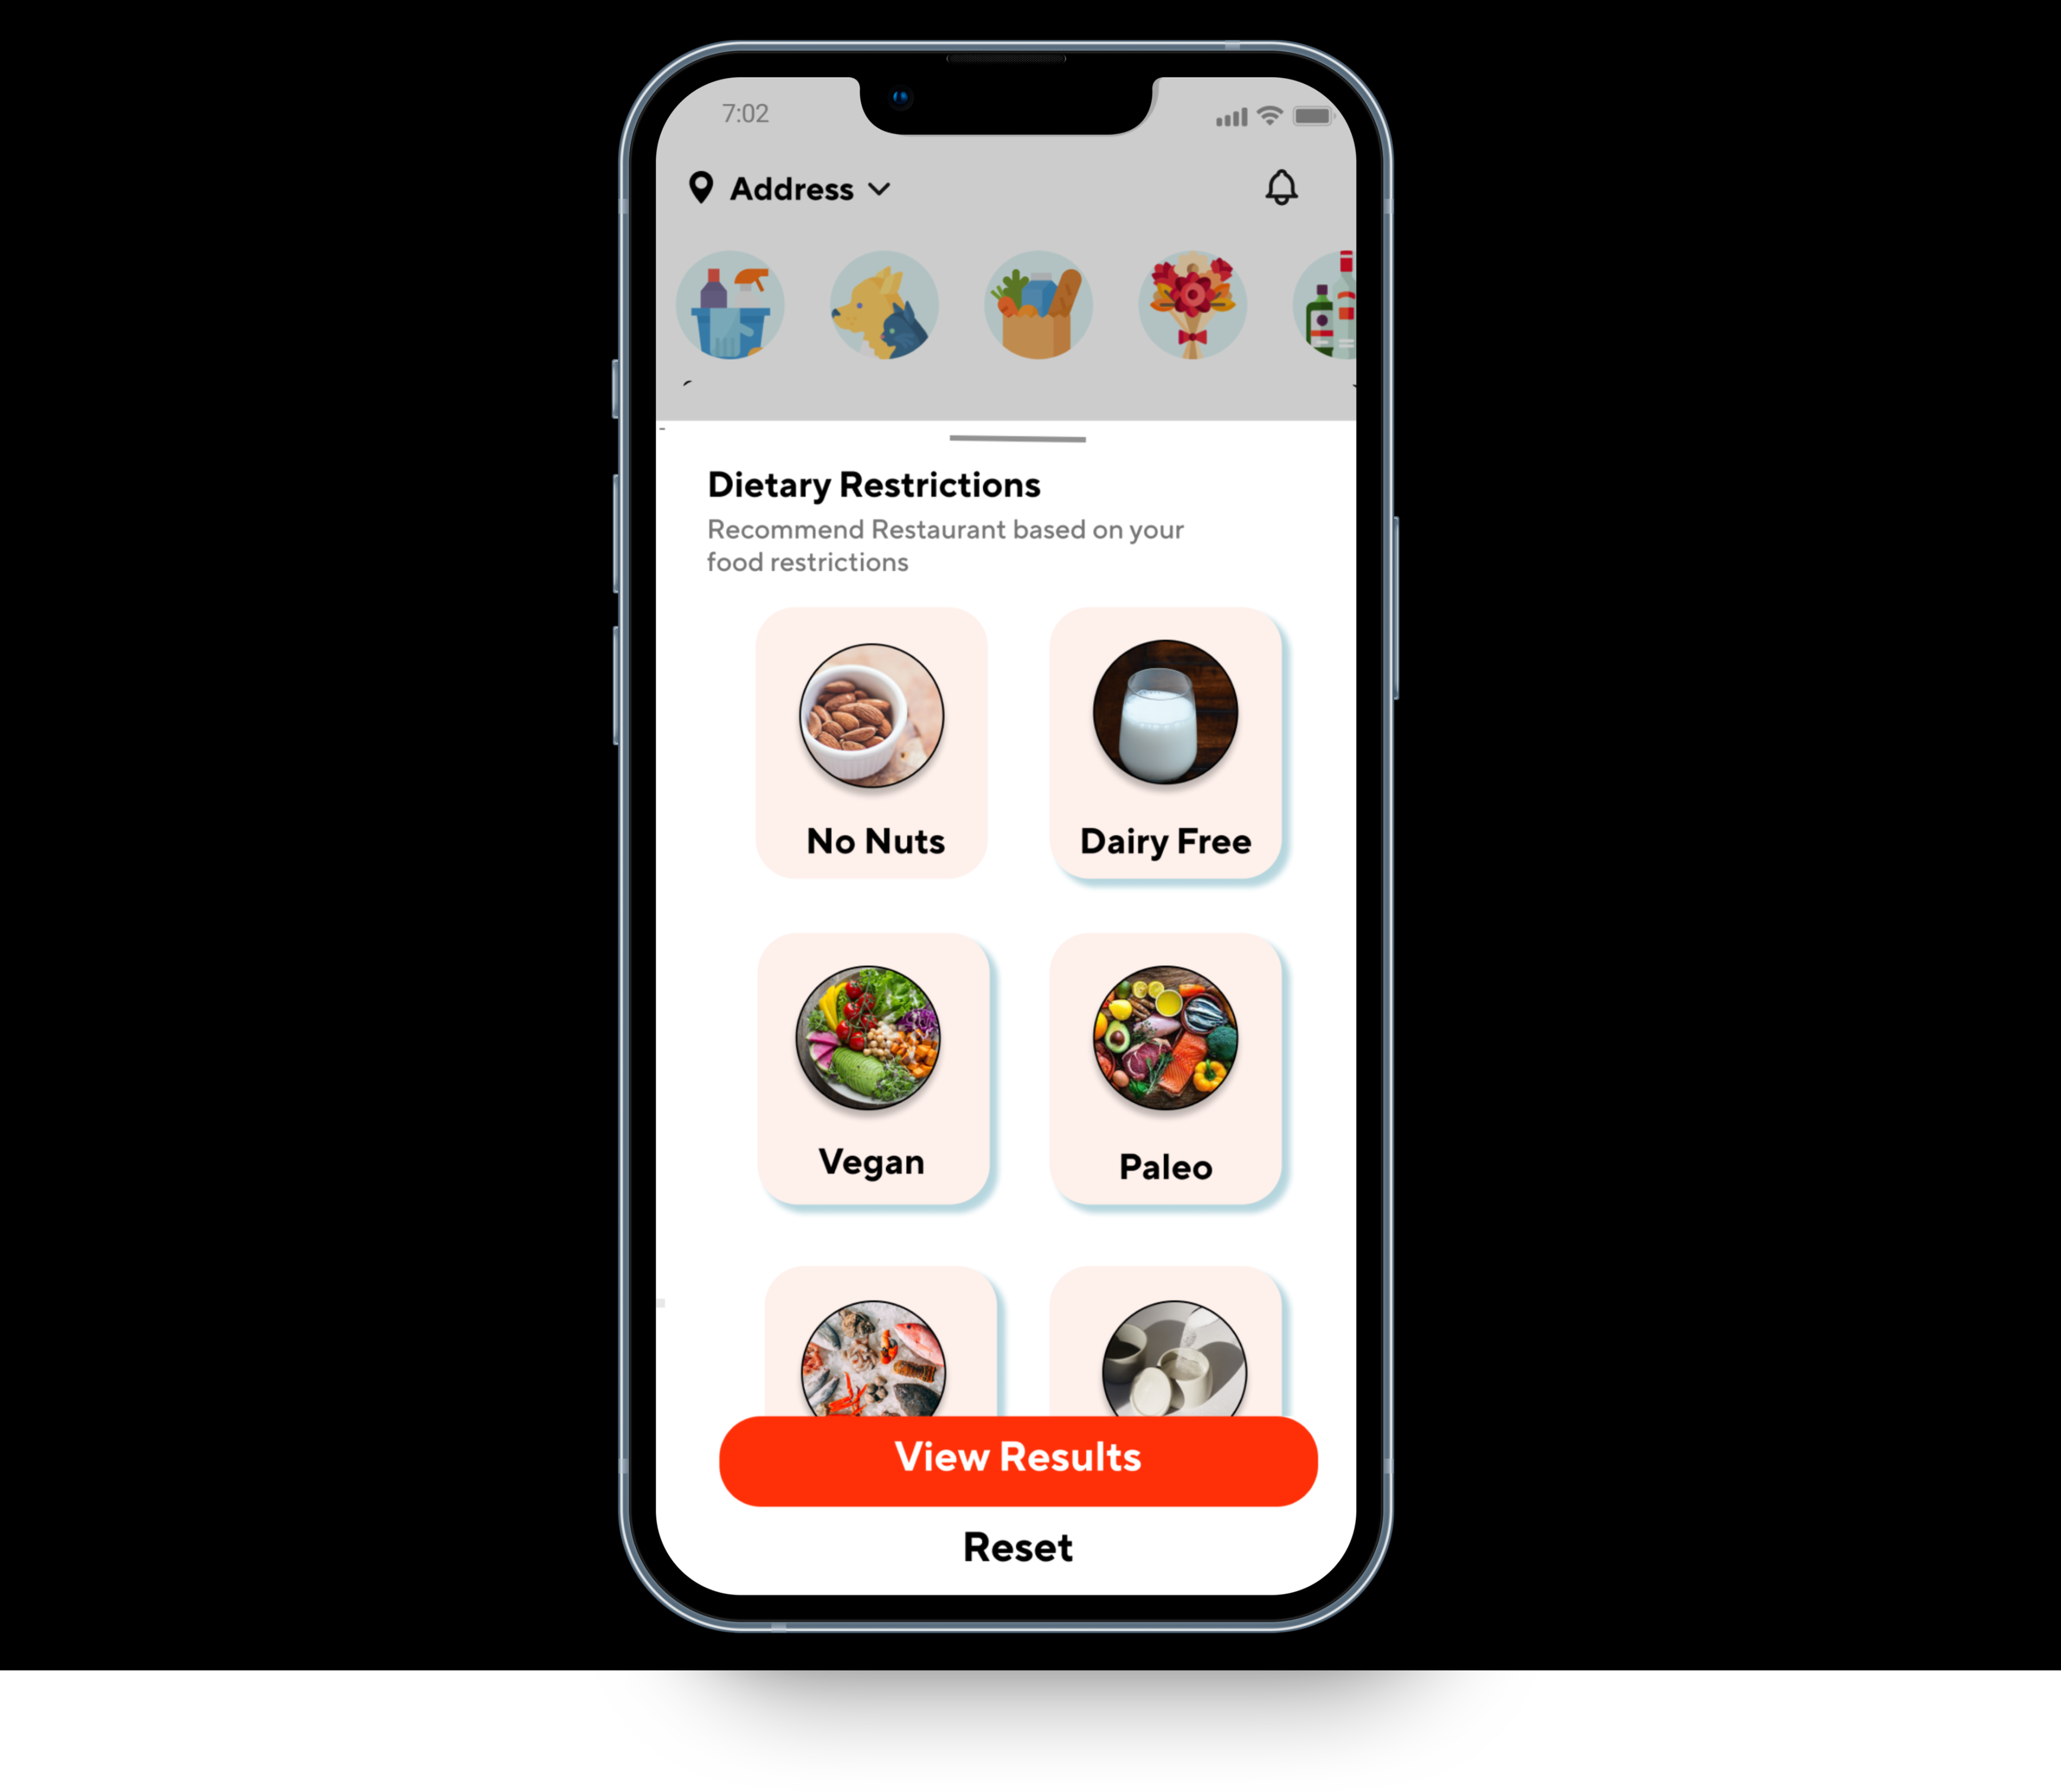 7:02
Address
Dietary Restrictions
Recommend Restaurant based on your
food restrictions
No Nuts
Dairy Free
Vegan
Paleo
View Results
Reset